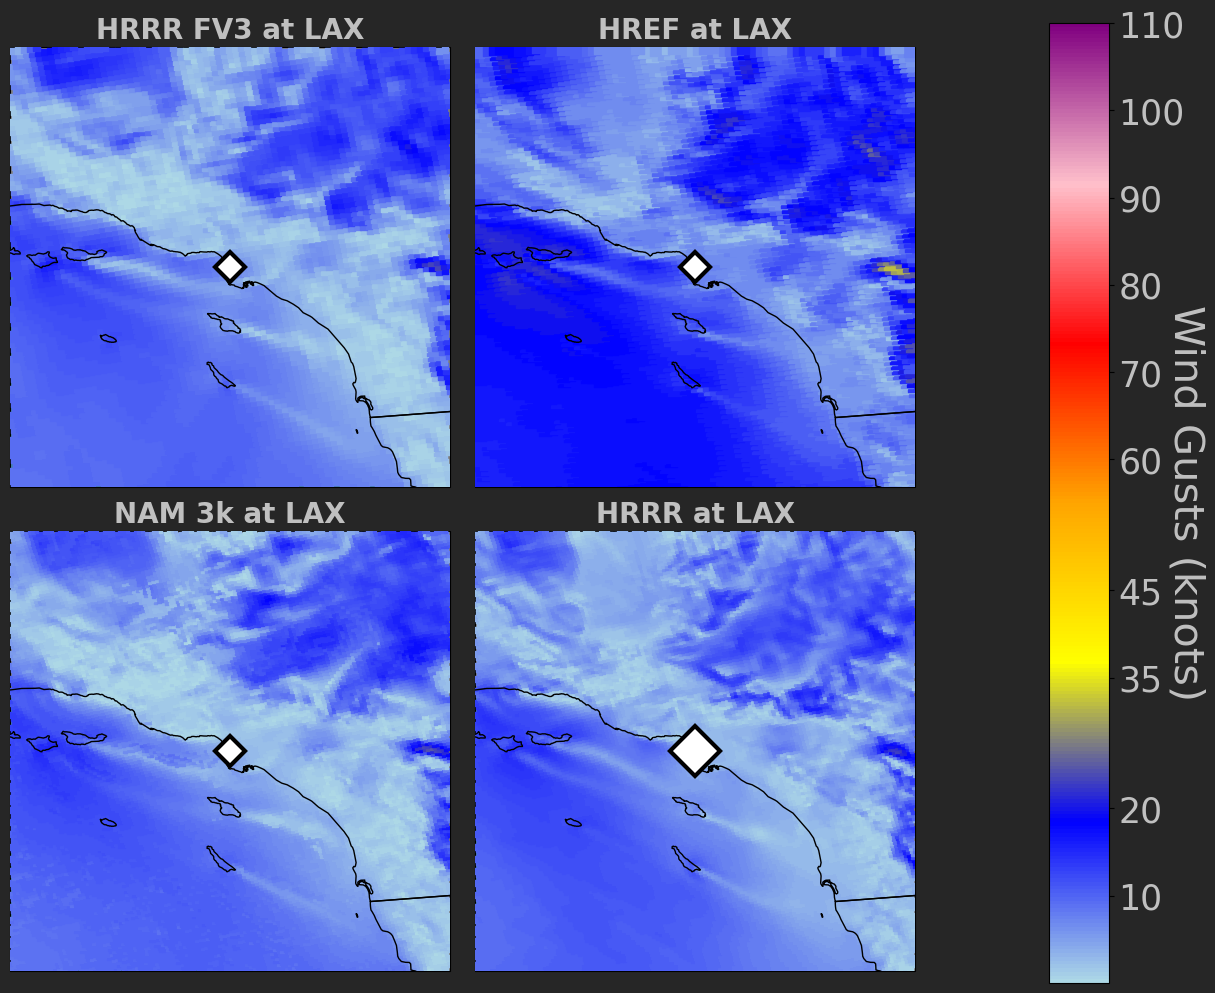 HRRR FV3 at LAX
HREF at LAX
NAM 3k at LAX
HRRR at LAX
110
100
90
80
70
60
45
35
20
10
Wind Gusts (knots)